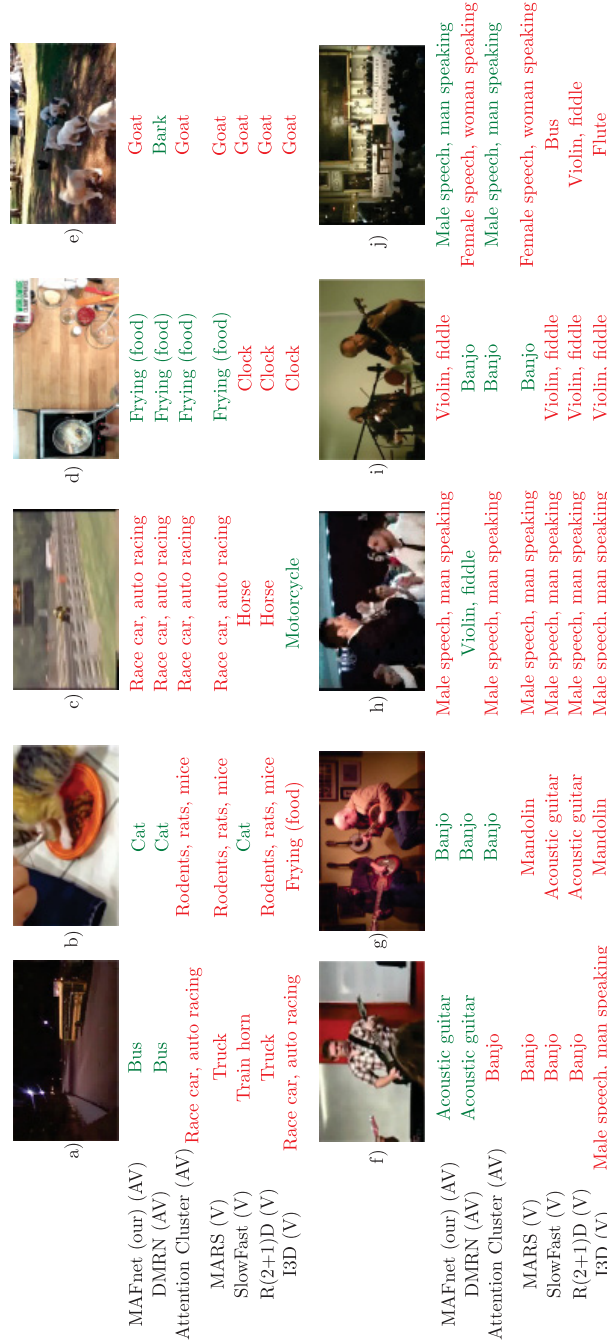 a) b) c) d) e)
WORLDWIDE
MAFnet (our) (AV) Bus Cat Race car, auto racing Frying (food) Goat
DMRN (AV) Bus Cat Race car, auto racing Frying (food) Bark
Attention Cluster (AV) Race car, auto racing Rodents, rats, mice Race car, auto racing Frying (food) Goat
MARS (V) Truck Rodents, rats, mice Race car, auto racing Frying (food) Goat
SlowFast (V) Train horn Cat Horse Clock Goat
R(2+1)D (V) Truck Rodents, rats, mice Horse Clock Goat
I3D (V) Race car, auto racing Frying (food) Motorcycle Clock Goat
f) g) h) i) j)
MAFnet (our) (AV) Acoustic guitar Banjo Male speech, man speaking Violin, fiddle Male speech, man speaking
DMRN (AV) Acoustic guitar Banjo Violin, fiddle Banjo Female speech, woman speaking
Attention Cluster (AV) Banjo Banjo Male speech, man speaking Banjo Male speech, man speaking
MARS (V) Banjo Mandolin Male speech, man speaking Banjo Female speech, woman speaking
SlowFast (V) Banjo Acoustic guitar Male speech, man speaking Violin, fiddle Bus
R(2+1)D (V) Banjo Acoustic guitar Male speech, man speaking Violin, fiddle Violin, fiddle
I3D (V) Male speech, man speaking Mandolin Male speech, man speaking Violin, fiddle Flute